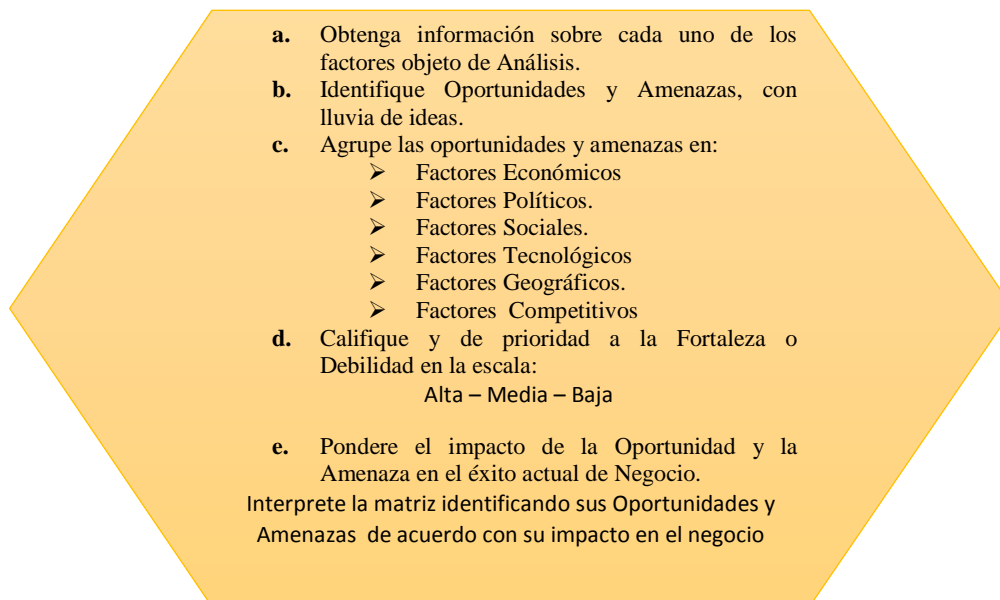 a. Obtenga información sobre cada uno de los
factores objeto de Análisis.
b. Identifique Oportunidades y Amenazas, con
lluvia de ideas.
c. Agrupe las oportunidades y amenazas en:
➢ Factores Económicos
➢ Factores Políticos.
➢ Factores Sociales.
➢ Factores Tecnológicos
➢ Factores Geográficos.
➢ Factores Competitivos
d. Califique y de prioridad a la Fortaleza o
Debilidad en la escala:
Alta – Media – Baja
e. Pondere el impacto de la Oportunidad y la
Amenaza en el éxito actual de Negocio.
Interprete la matriz identificando sus Oportunidades y
Amenazas de acuerdo con su impacto en el negocio